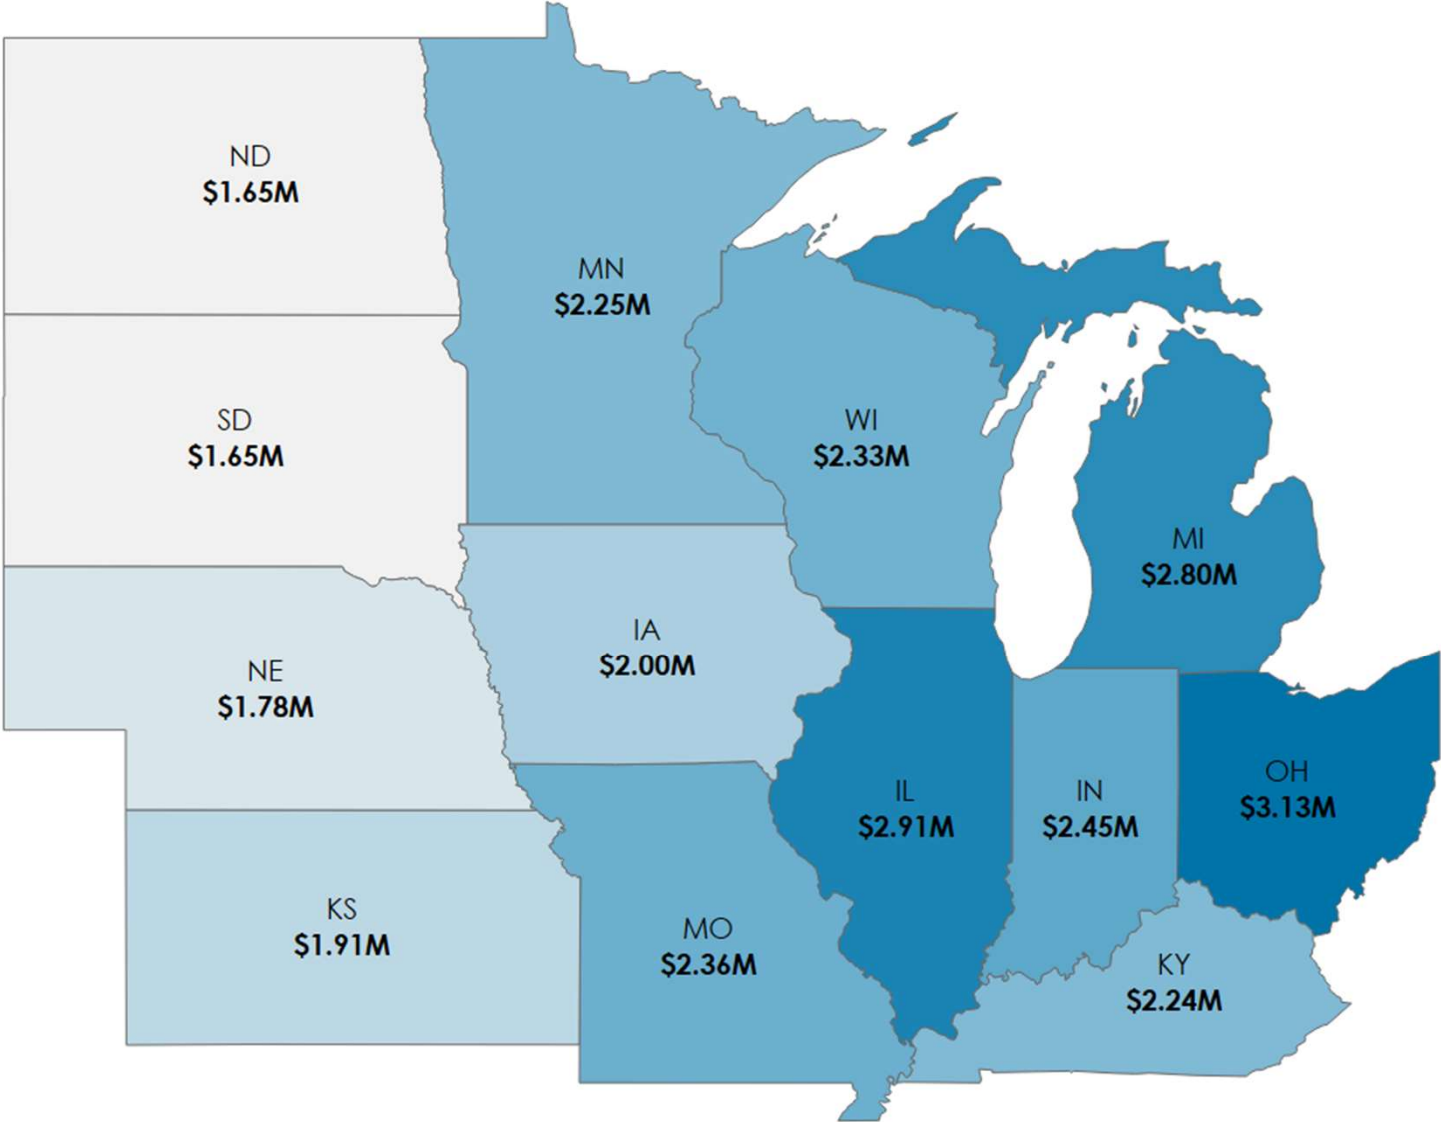 ND
$1.65M
MN
$2.25M
SD
$1.65M
WI
$2.33M
MI
$2.80M
IA
$2.00M
NE
$1.78M
OH
$3.13M
IL
$2.91M
IN
$2.45M
KS
$1.91M
MO
$2.36M
KY
$2.24M